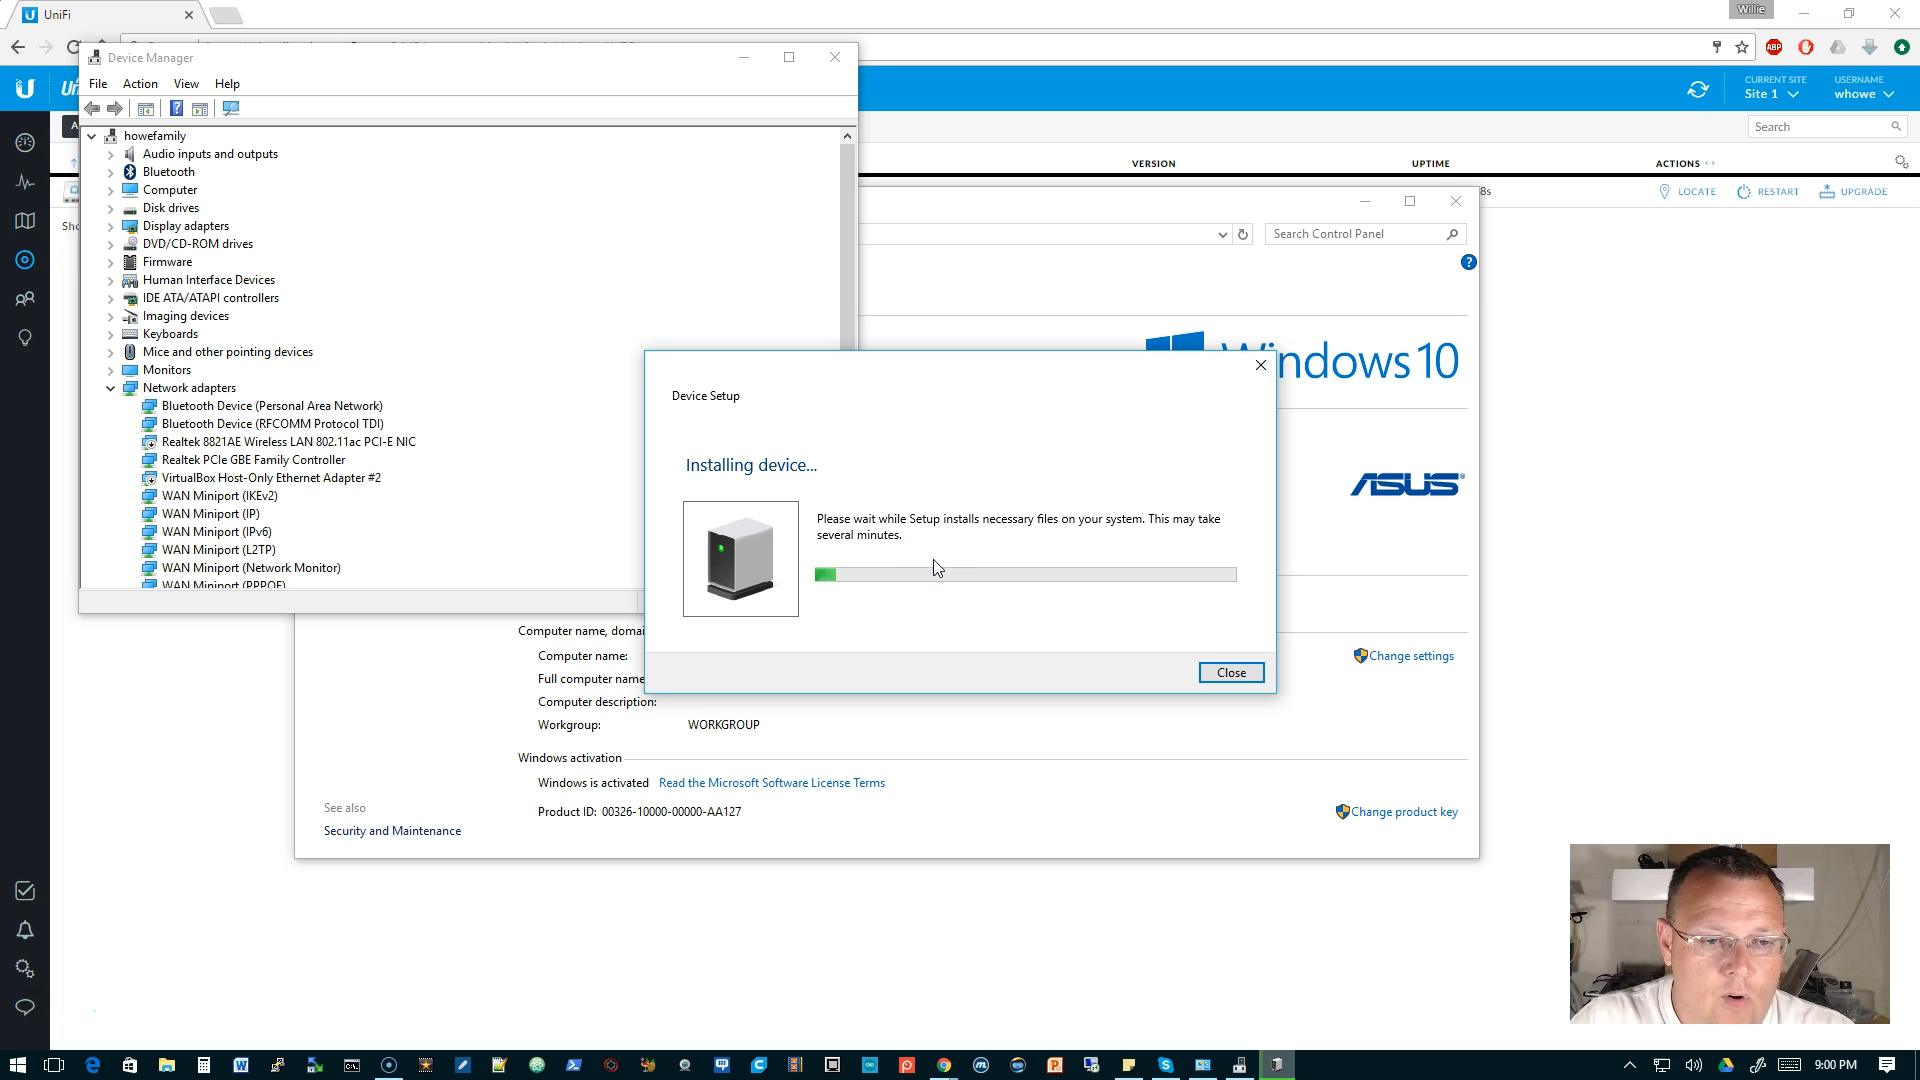 UniFi
Willie
Device Manager
ABP
File Action View Help
CURRENT SITE
Site 1
USERNAME
whowe
Search
VERSION
UPTIME
ACTIONS
8s
LOCATE
RESTART
UPGRADE
howefamily
Audio inputs and outputs
Bluetooth
Computer
Disk drives
Display adapters
DVD/CD-ROM drives
Firmware
Human Interface Devices
IDE ATA/ATAPI controllers
Imaging devices
Keyboards
Mice and other pointing devices
Monitors
Network adapters
Bluetooth Device (Personal Area Network)
Bluetooth Device (RFCOMM Protocol TDI)
Realtek 8821AE Wireless LAN 802.11ac PCI-E NIC
Realtek PCIe GBE Family Controller
VirtualBox Host-Only Ethernet Adapter #2
WAN Miniport (IKEv2)
WAN Miniport (IP)
WAN Miniport (IPv6)
WAN Miniport (L2TP)
WAN Miniport (Network Monitor)
WAN Miniport (PPPOE)
Search Control Panel
Windows 10
ASUS
Device Setup
Installing device...
Please wait while Setup installs necessary files on your system. This may take
several minutes.
Close
Computer name, domai
Computer name:
Full computer name
Computer description:
Workgroup: WORKGROUP
Change settings
Windows activation
Windows is activated Read the Microsoft Software License Terms
Product ID: 00326-10000-00000-AA127
Change product key
See also
Security and Maintenance
9:00 PM